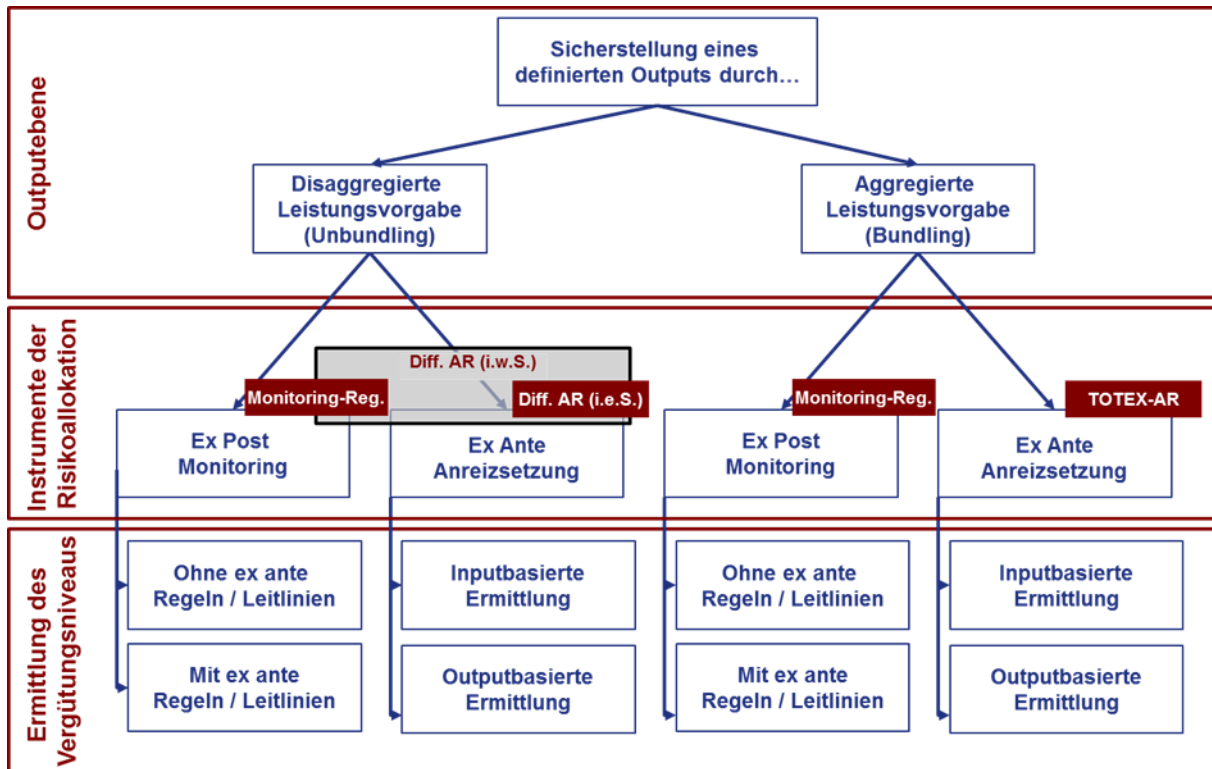 Outputebene
Sicherstellung eines
definierten Outputs durch…
Disaggregierte
Leistungsvorgabe
(Unbundling)
Aggregierte
Leistungsvorgabe
(Bundling)
Instrumente der
Risikoallokation
Diff. AR (i.w.S.)
Monitoring-Reg.
Diff. AR (i.e.S.)
Monitoring-Reg.
TOTEX-AR
Ex Post
Monitoring
Ex Ante
Anreizsetzung
Ex Post
Monitoring
Ex Ante
Anreizsetzung
Ermittlung des
Vergütungsniveaus
Ohne ex ante
Regeln / Leitlinien
Inputbasierte
Ermittlung
Ohne ex ante
Regeln / Leitlinien
Inputbasierte
Ermittlung
Mit ex ante
Regeln / Leitlinien
Outputbasierte
Ermittlung
Mit ex ante
Regeln / Leitlinien
Outputbasierte
Ermittlung